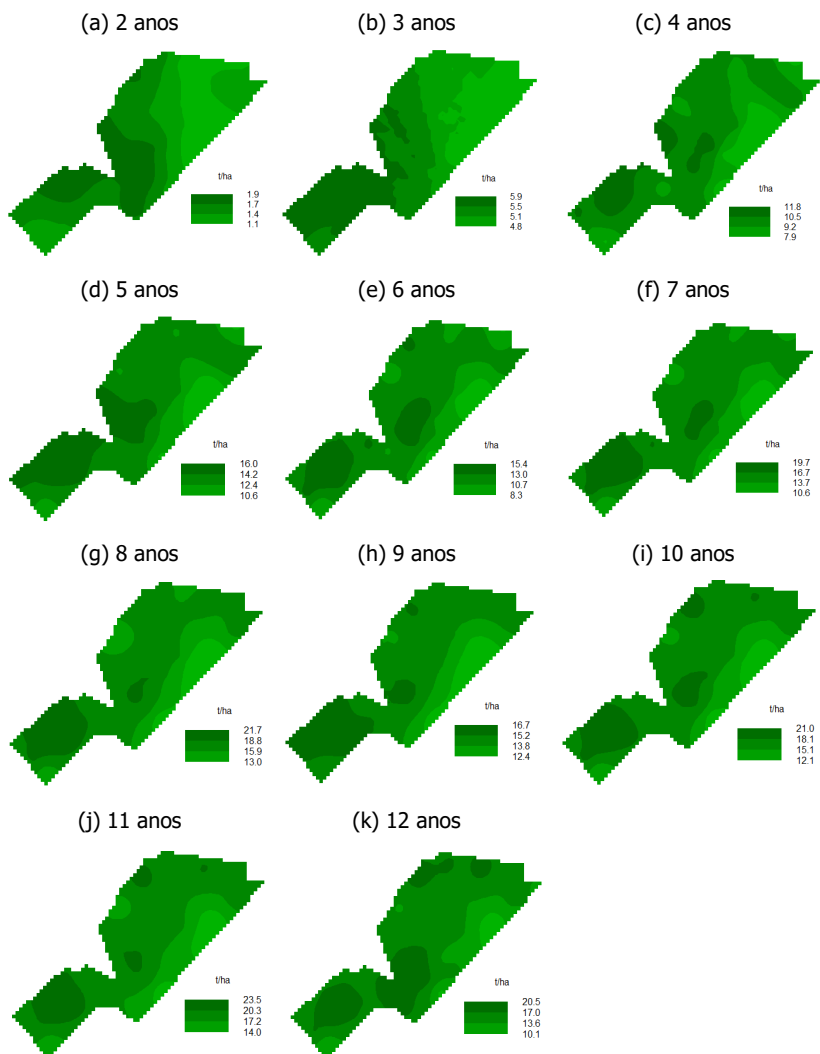 (a) 2 anos
(b) 3 anos
(c) 4 anos
t/ha
1.9
1.7
1.4
1.1
t/ha
5.9
5.5
5.1
4.8
t/ha
11.8
10.5
9.2
7.9
(d) 5 anos
(e) 6 anos
(f) 7 anos
t/ha
16.0
14.2
12.4
10.6
t/ha
15.4
13.0
10.7
8.3
t/ha
19.7
16.7
13.7
10.6
(g) 8 anos
(h) 9 anos
(i) 10 anos
t/ha
21.7
18.8
15.9
13.0
t/ha
16.7
15.2
13.8
12.4
t/ha
21.0
18.1
15.1
12.1
(j) 11 anos
(k) 12 anos
t/ha
23.5
20.3
17.2
14.0
t/ha
20.5
17.0
13.6
10.1